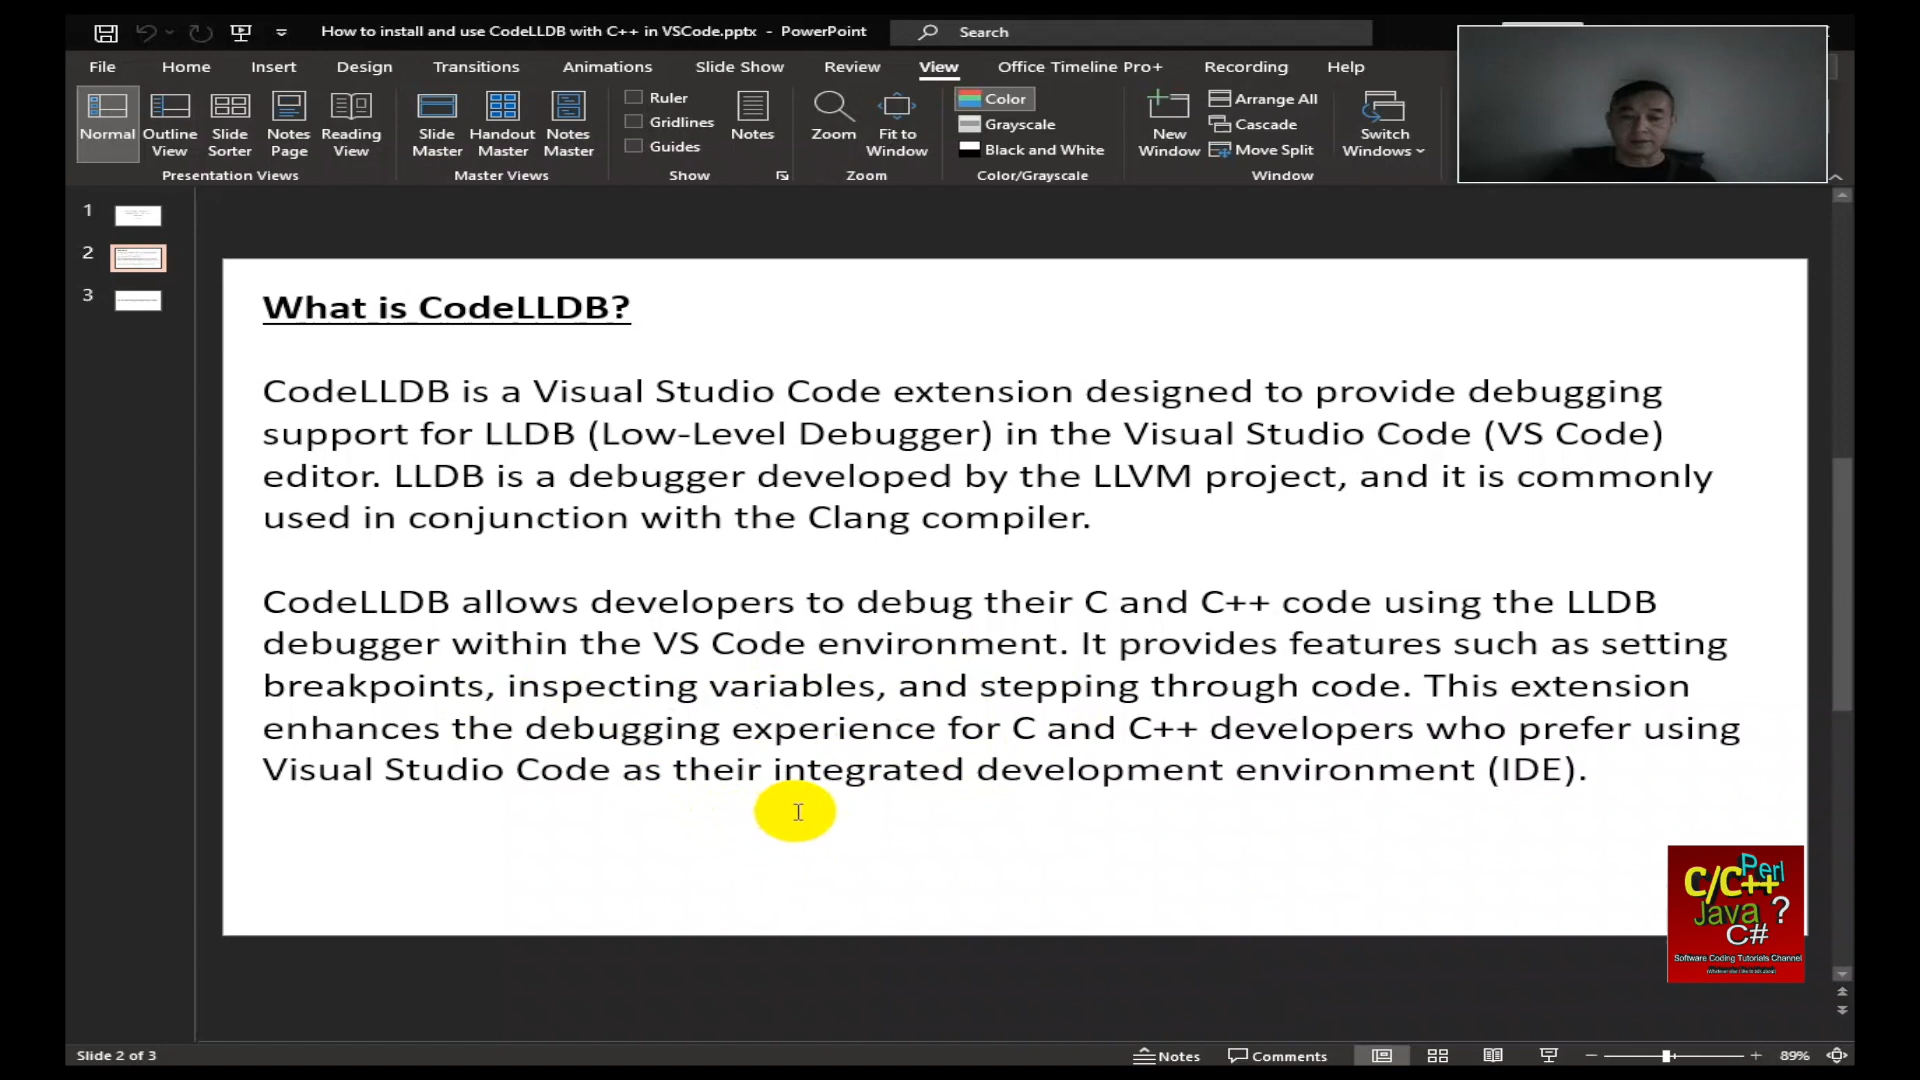 How to install and use CodeLLDB with C++ in VSCode.pptx - PowerPoint
Search
File Home Insert Design Transitions Animations Slide Show Review View Office Timeline Pro+ Recording Help
Normal
Outline View
Slide Sorter
Notes Page
Reading View
Presentation Views
Slide Master
Handout Master
Notes Master
Master Views
Ruler
Gridlines
Guides
Show
Notes
Zoom
Fit to Window
Zoom
Color
Grayscale
Black and White
Color/Grayscale
New Window
Arrange All
Cascade
Move Split
Switch Windows
Window
1
2
3
What is CodeLLDB?
CodeLLDB is a Visual Studio Code extension designed to provide debugging
support for LLDB (Low-Level Debugger) in the Visual Studio Code (VS Code)
editor. LLDB is a debugger developed by the LLVM project, and it is commonly
used in conjunction with the Clang compiler.
CodeLLDB allows developers to debug their C and C++ code using the LLDB
debugger within the VS Code environment. It provides features such as setting
breakpoints, inspecting variables, and stepping through code. This extension
enhances the debugging experience for C and C++ developers who prefer using
Visual Studio Code as their integrated development environment (IDE).
Perl
C/C++
Java ?
C#
Software Coding Tutorials Channel
Slide 2 of 3
Notes
Comments
89%